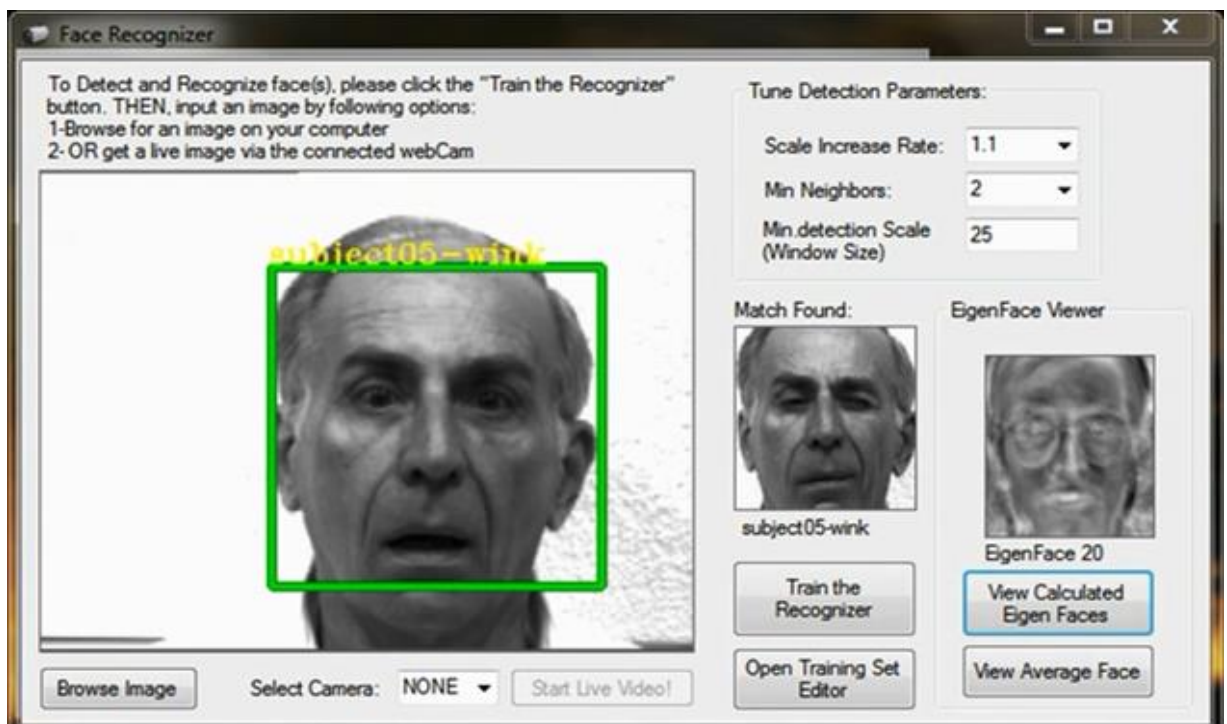 Face Recognizer
To Detect and Recognize face(s), please click the "Train the Recognizer"
button. THEN, input an image by following options:
1-Browse for an image on your computer
2- OR get a live image via the connected webCam
subject05-wink
Browse Image
Select Camera: NONE
Start Live Video!
Tune Detection Parameters:
Scale Increase Rate: 1.1
Min Neighbors: 2
Min.detection Scale 25
(Window Size)
Match Found:
subject05-wink
Train the
Recognizer
Open Training Set
Editor
EigenFace Viewer
EigenFace 20
View Calculated
Eigen Faces
View Average Face